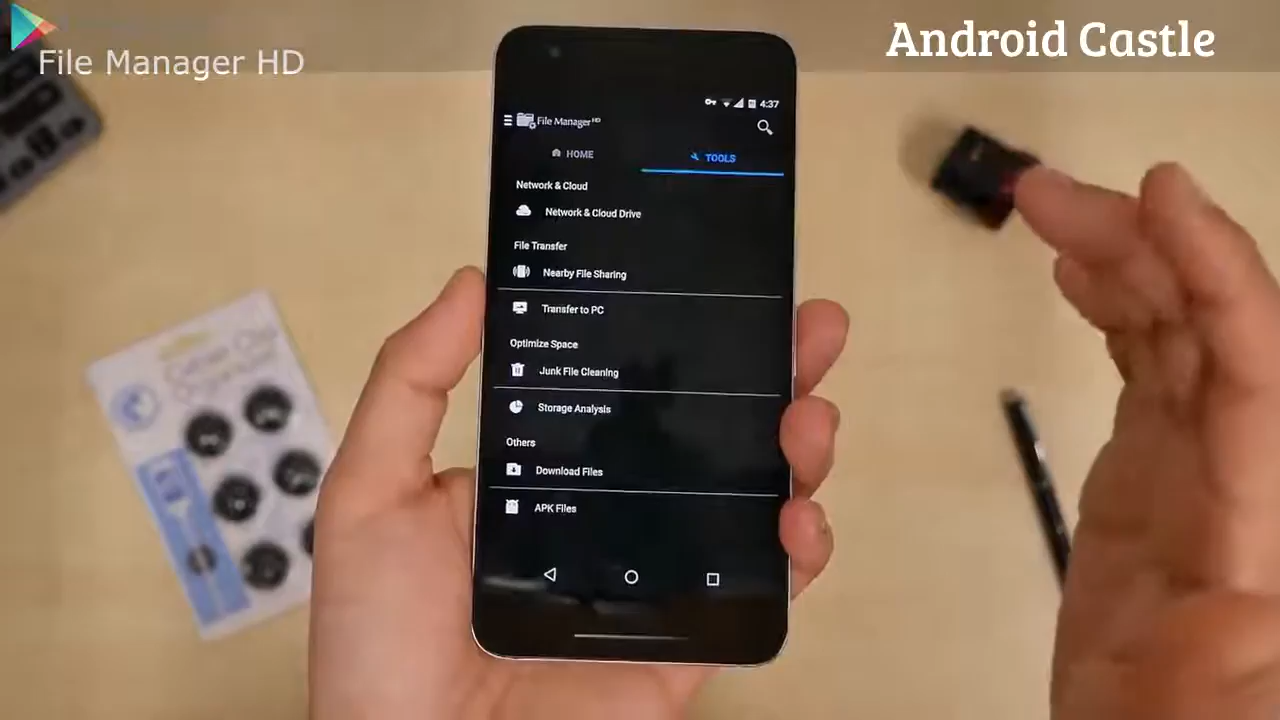 File Manager HD
Android Castle
4:37
File Manager HD
HOME
TOOLS
Network & Cloud
Network & Cloud Drive
File Transfer
Nearby File Sharing
Transfer to PC
Optimize Space
Junk File Cleaning
Storage Analysis
Others
Download Files
APK Files